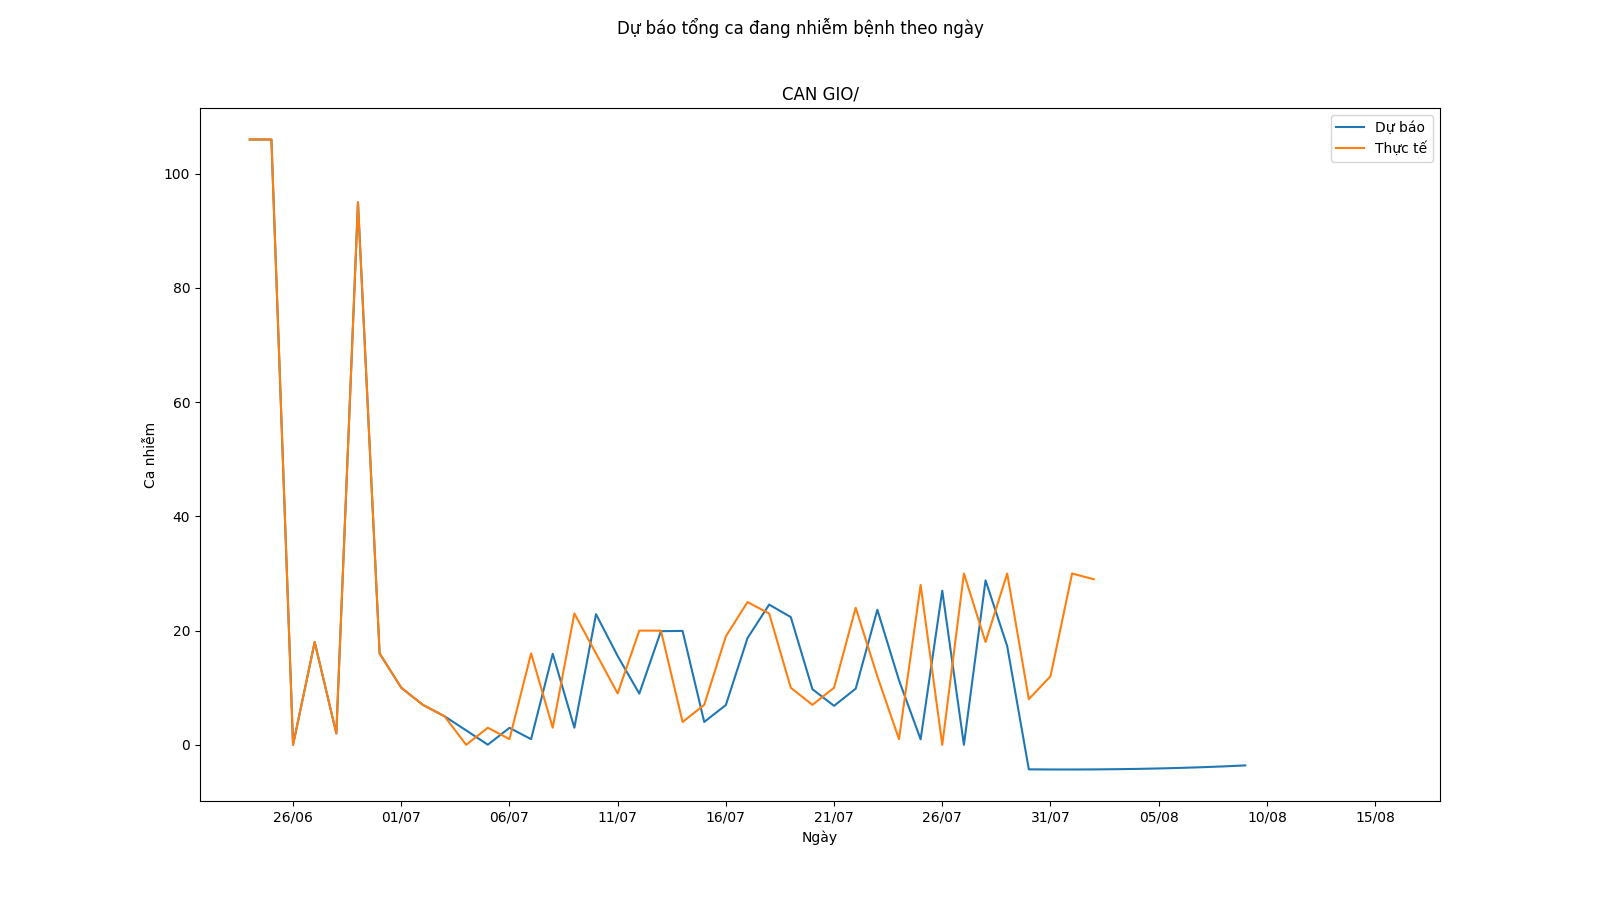 Dự báo tổng ca đang nhiễm bệnh theo ngày
CAN GIO/
Dự báo
Thực tế
100
80
60
40
20
0
Ca nhiễm
26/06
01/07
06/07
11/07
16/07
21/07
26/07
31/07
05/08
10/08
15/08
Ngày